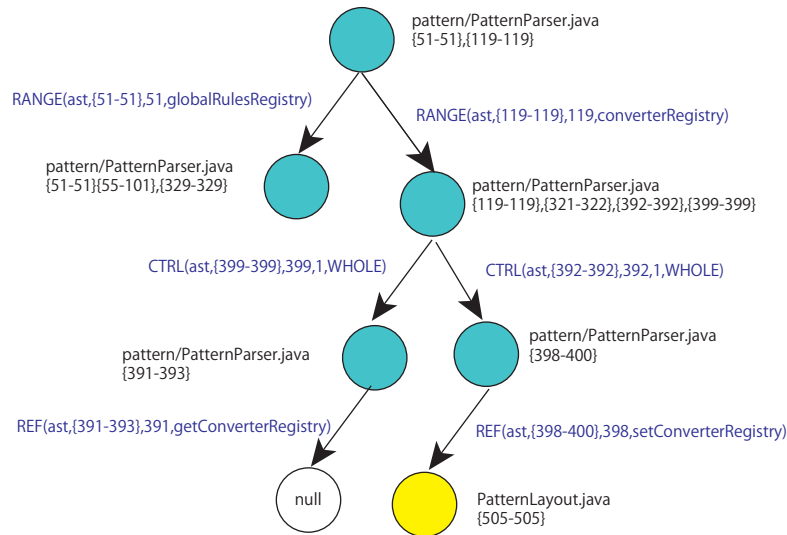 pattern/PatternParser.java
{51-51},{119-119}
RANGE(ast,{51-51},51,globalRulesRegistry)
RANGE(ast,{119-119},119,converterRegistry)
pattern/PatternParser.java
{51-51}{55-101},{329-329}
pattern/PatternParser.java
{119-119},{321-322},{392-392},{399-399}
CTRL(ast,{399-399},399,1,WHOLE)
CTRL(ast,{392-392},392,1,WHOLE)
pattern/PatternParser.java
{391-393}
pattern/PatternParser.java
{398-400}
REF(ast,{391-393},391,getConverterRegistry)
REF(ast,{398-400},398,setConverterRegistry)
null
PatternLayout.java
{505-505}